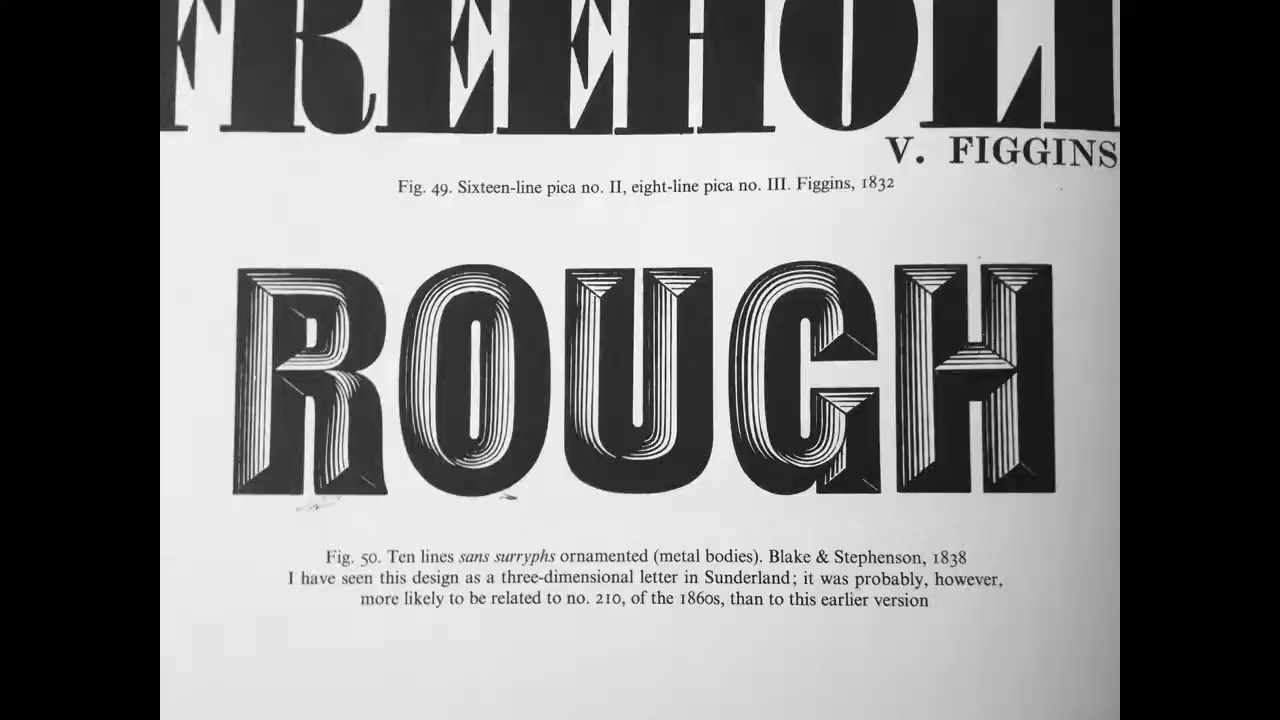 FREEHOL
V. FIGGINS
Fig. 49. Sixteen-line pica no. II, eight-line pica no. III. Figgins, 1832
ROUGH
Fig. 50. Ten lines sans surryphs ornamented (metal bodies). Blake & Stephenson, 1838
I have seen this design as a three-dimensional letter in Sunderland; it was probably, however,
more likely to be related to no. 210, of the 1860s, than to this earlier version